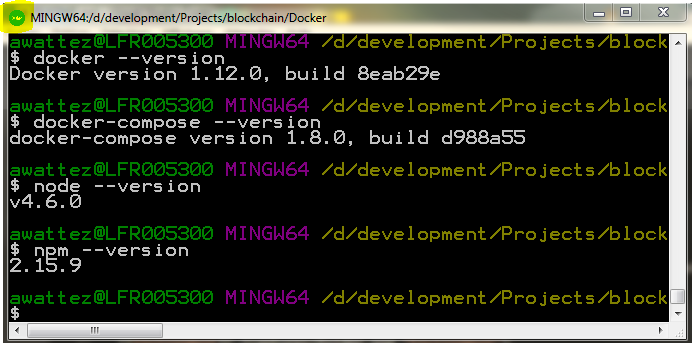 MINGW64:/d/development/Projects/blockchain/Docker
awattez@LFR005300 MINGW64 /d/development/Projects/block
$ docker --version
Docker version 1.12.0, build 8eab29e
awattez@LFR005300 MINGW64 /d/development/Projects/block
$ docker-compose --version
docker-compose version 1.8.0, build d988a55
awattez@LFR005300 MINGW64 /d/development/Projects/block
$ node --version
v4.6.0
awattez@LFR005300 MINGW64 /d/development/Projects/block
$ npm --version
2.15.9
awattez@LFR005300 MINGW64 /d/development/Projects/block
$